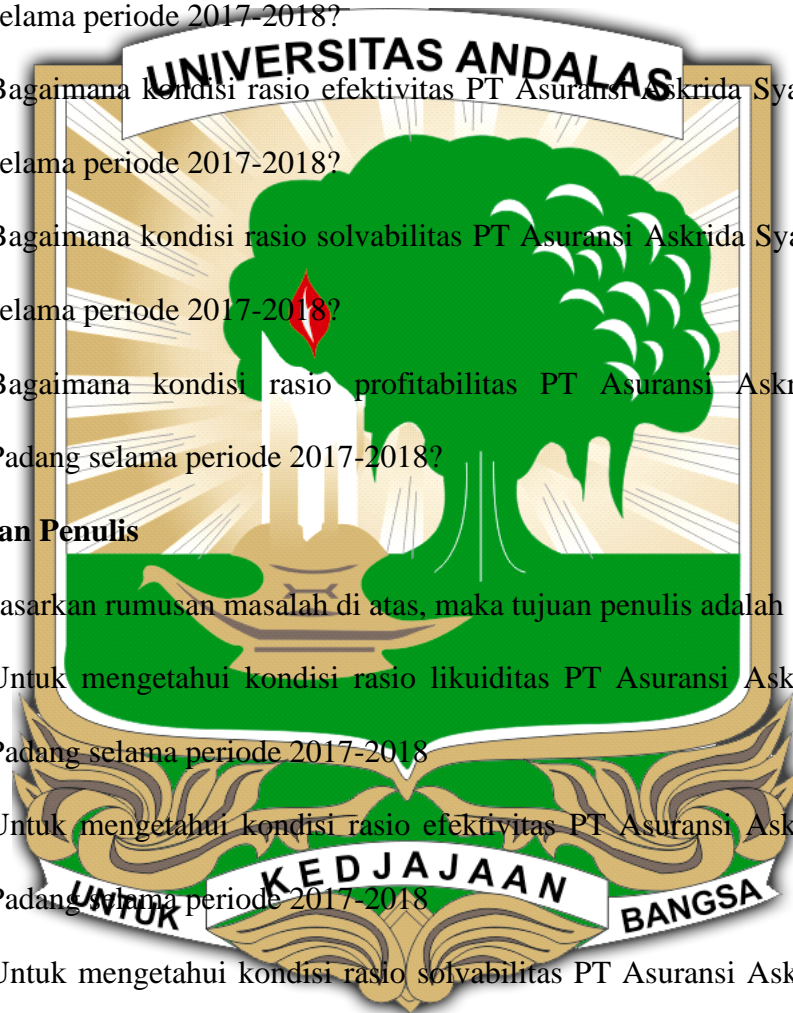 elama periode 2017-2018?
UNIVERSITAS ANDALAS
Bagaimana kondisi rasio efektivitas PT Asuransi Askrida Sya
elama periode 2017-2018?
Bagaimana kondisi rasio solvabilitas PT Asuransi Askrida Sya
elama periode 2017-2018?
Bagaimana kondisi rasio profitabilitas PT Asuransi Askr
Padang selama periode 2017-2018?
an Penulis
asarkan rumusan masalah di atas, maka tujuan penulis adalah
Untuk mengetahui kondisi rasio likuiditas PT Asuransi Ask
Padang selama periode 2017-2018
Untuk mengetahui kondisi rasio efektivitas PT Asuransi Ask
Padang selama periode 2017-2018
UNTUK KEDJAJAAN BANGSA
Untuk mengetahui kondisi rasio solvabilitas PT Asuransi Ask